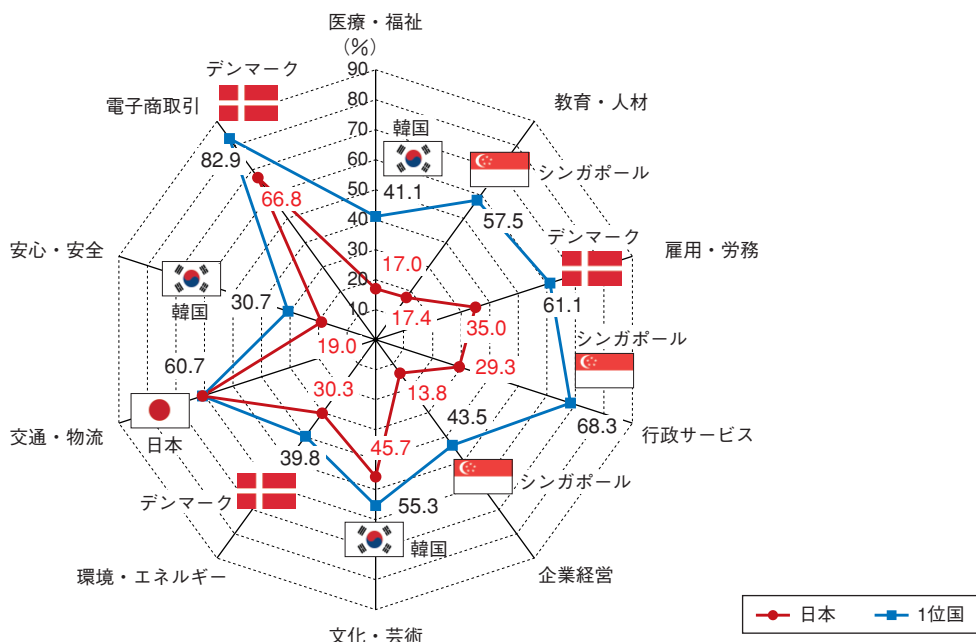 医療・福祉
(%)
90
80
70
60
50
40
30
20
10
デンマーク
電子商取引
82.9
66.8
韓国
41.1
17.0
教育・人材
シンガポール
57.5
17.4
デンマーク
雇用・労務
61.1
35.0
シンガポール
29.3
68.3
行政サービス
13.8
43.5
シンガポール
企業経営
45.7
55.3
韓国
文化・芸術
30.3
39.8
デンマーク
環境・エネルギー
60.7
日本
交通・物流
安心・安全
韓国
30.7
19.0
日本
1位国